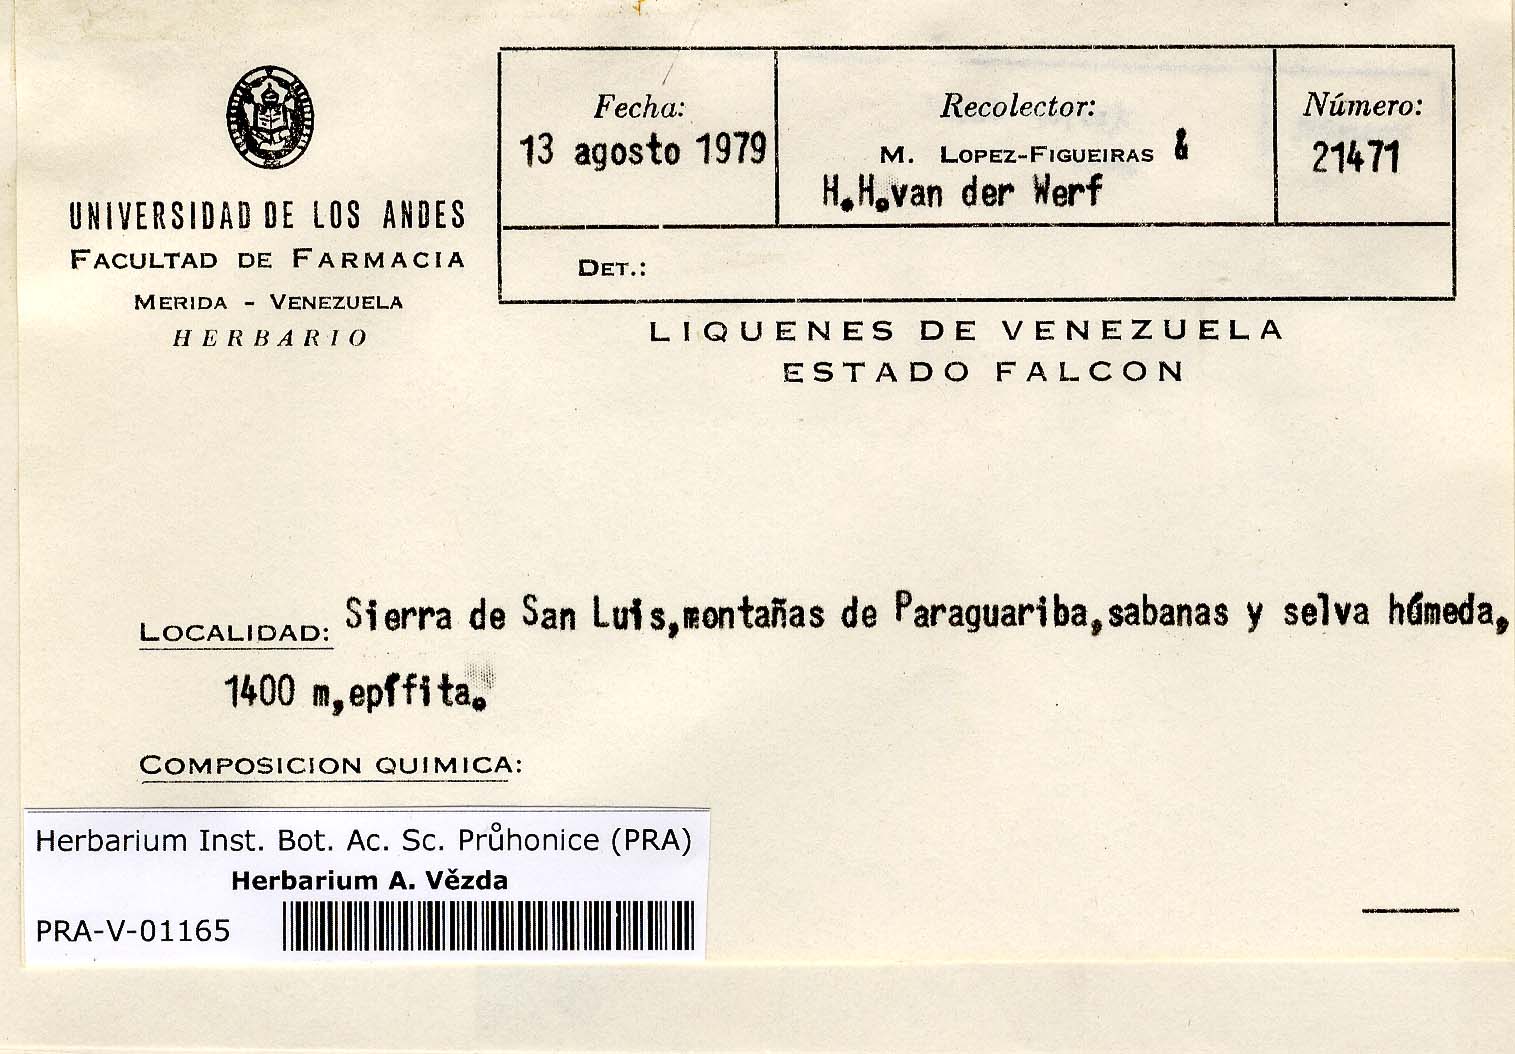 UNIVERSIDAD DE LOS ANDES
FACULTAD DE FARMACIA
MERIDA - VENEZUELA
HERBARIO
Fecha:
13 agosto 1979
Recolector:
M. LOPEZ-FIGUEIRAS &
H.H.van der Werf
Número:
21471
DET.:
LIQUENES DE VENEZUELA
ESTADO FALCON
LOCALIDAD: Sierra de San Luis,montañas de Paraguariba,sabanas y selva húmeda,
1400 m,epífita.
COMPOSICION QUIMICA:
Herbarium Inst. Bot. Ac. Sc. Průhonice (PRA)
Herbarium A. Vězda
PRA-V-01165